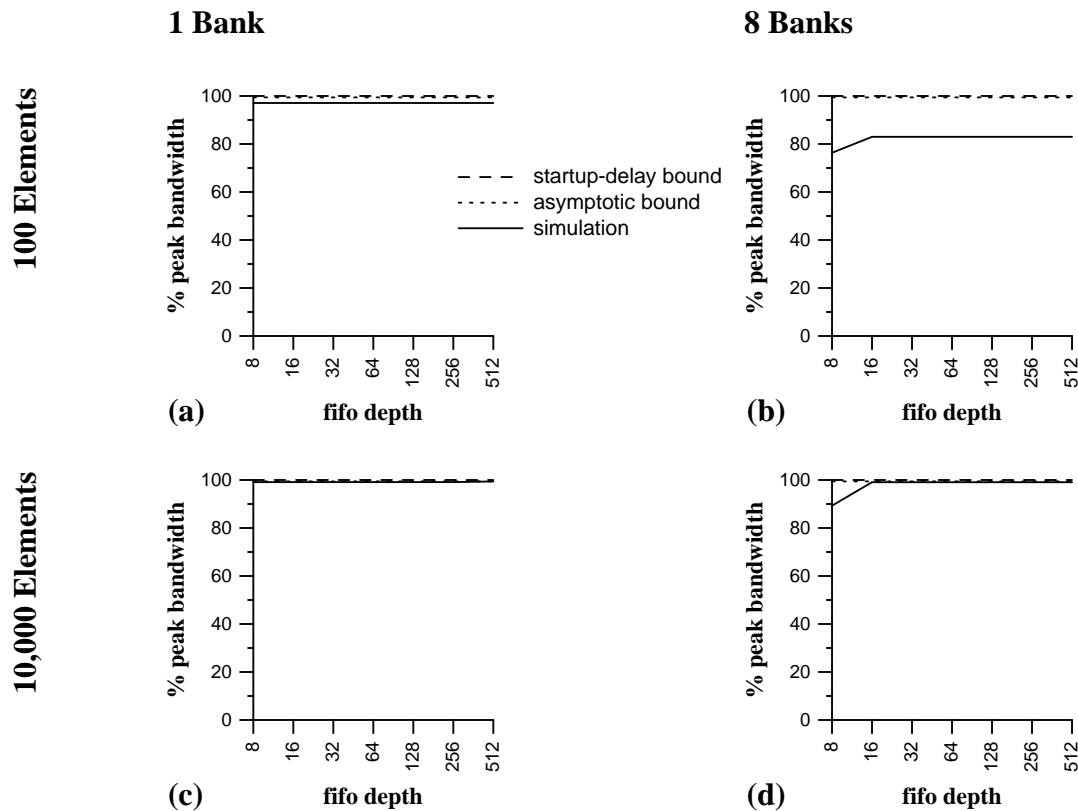 1 Bank
8 Banks
100 Elements
% peak bandwidth
100
80
60
40
20
0
8
16
32
64
128
256
512
(a)
fifo depth
startup-delay bound
asymptotic bound
simulation
% peak bandwidth
100
80
60
40
20
0
8
16
32
64
128
256
512
(b)
fifo depth
10,000 Elements
% peak bandwidth
100
80
60
40
20
0
8
16
32
64
128
256
512
(c)
fifo depth
% peak bandwidth
100
80
60
40
20
0
8
16
32
64
128
256
512
(d)
fifo depth